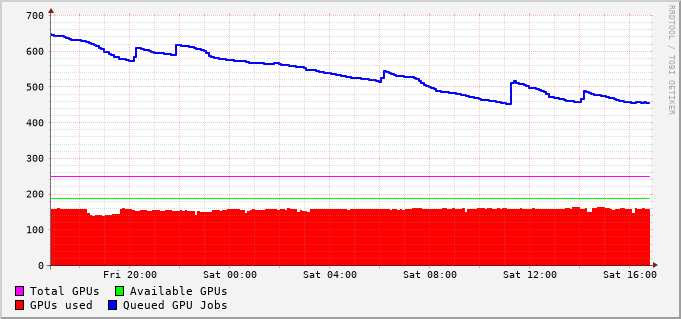 700
600
500
400
300
200
100
0
Fri 20:00 Sat 00:00 Sat 04:00 Sat 08:00 Sat 12:00 Sat 16:00
Total GPUs Available GPUs
GPUs used Queued GPU Jobs
RRDTOOL / TOBI OETIKER